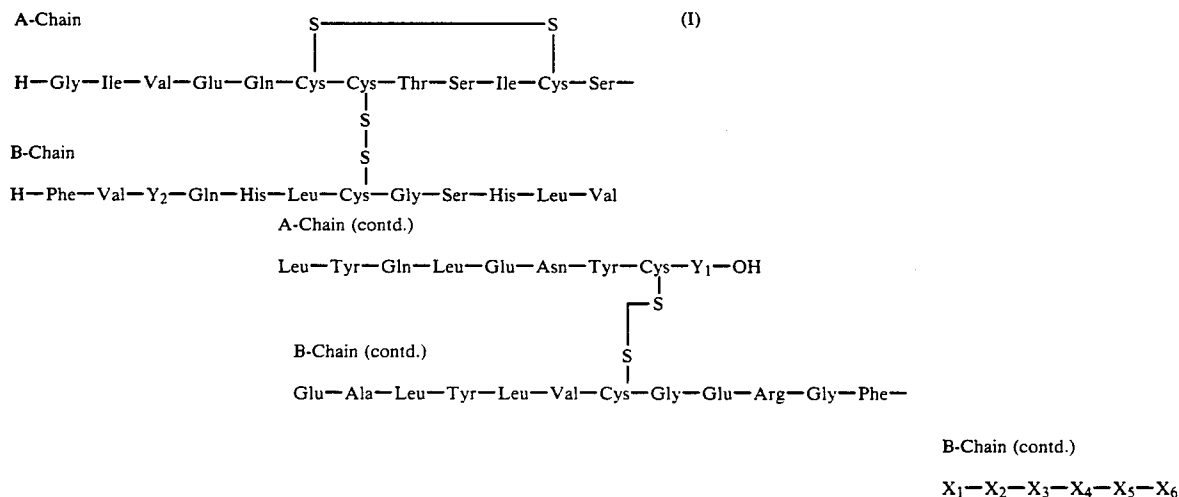 A-Chain
S S (I)
H—Gly—Ile—Val—Glu—Gln—Cys—Cys—Thr—Ser—Ile—Cys—Ser—
S
B-Chain
S
H—Phe—Val—Y₂—Gln—His—Leu—Cys—Gly—Ser—His—Leu—Val
A-Chain (contd.)
Leu—Tyr—Gln—Leu—Glu—Asn—Tyr—Cys—Y₁—OH
S
B-Chain (contd.)
S
Glu—Ala—Leu—Tyr—Leu—Val—Cys—Gly—Glu—Arg—Gly—Phe—
B-Chain (contd.)
X₁—X₂—X₃—X₄—X₅—X₆